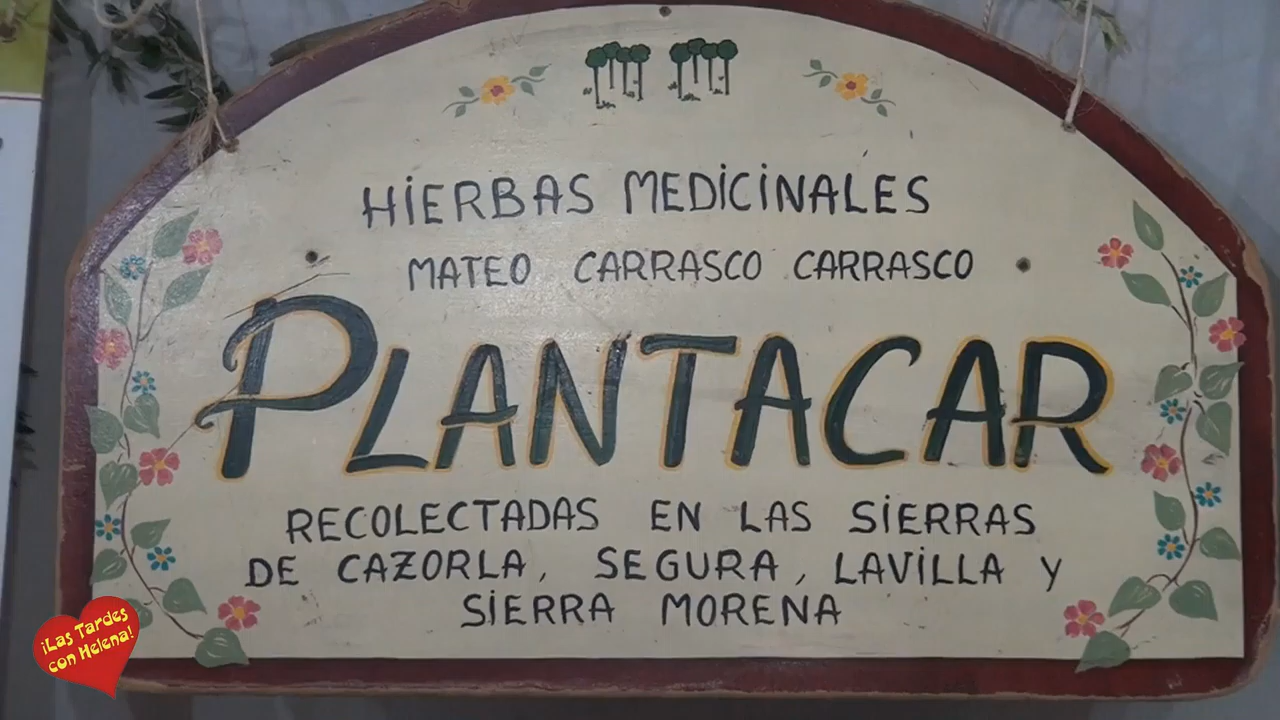 HIERBAS MEDICINALES
MATEO CARRASCO CARRASCO
PLANTACAR
RECOLECTADAS EN LAS SIERRAS
DE CAZORLA, SEGURA, LAVILLA Y
SIERRA MORENA
¡Las Tardes
con Helena!